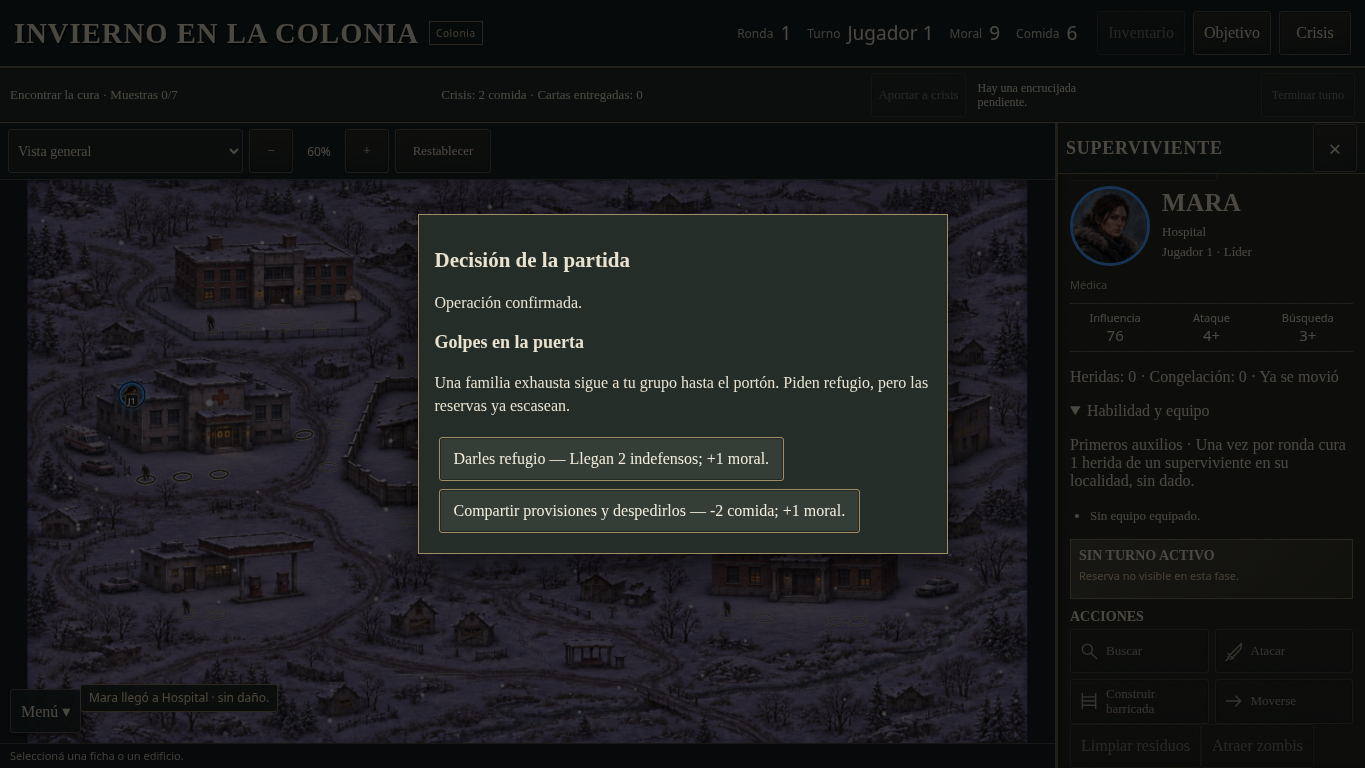 INVIERNO EN LA COLONIA
Colonia
Ronda 1
Turno Jugador 1
Moral 9
Comida 6
Inventario
Objetivo
Crisis
Encontrar la cura · Muestras 0/7
Crisis: 2 comida · Cartas entregadas: 0
Aportar a crisis
Hay una encrucijada
pendiente.
Terminar turno
Vista general
−
60%
+
Restablecer
SUPERVIVIENTE
✕
MARA
Hospital
Jugador 1 · Líder
Médica
Influencia
Ataque
Búsqueda
76
4+
3+
Heridas: 0 · Congelación: 0 · Ya se movió
▼ Habilidad y equipo
Primeros auxilios · Una vez por ronda cura
1 herida de un superviviente en su
localidad, sin dado.
• Sin equipo equipado.
SIN TURNO ACTIVO
Reserva no visible en esta fase.
ACCIONES
Buscar
Atacar
Construir
barricada
Moverse
Limpiar residuos
Atraer zombis
Decisión de la partida
Operación confirmada.
Golpes en la puerta
Una familia exhausta sigue a tu grupo hasta el portón. Piden refugio, pero las
reservas ya escasean.
Darles refugio — Llegan 2 indefensos; +1 moral.
Compartir provisiones y despedirlos — -2 comida; +1 moral.
J1
Menú ▾
Mara llegó a Hospital · sin daño.
Seleccioná una ficha o un edificio.